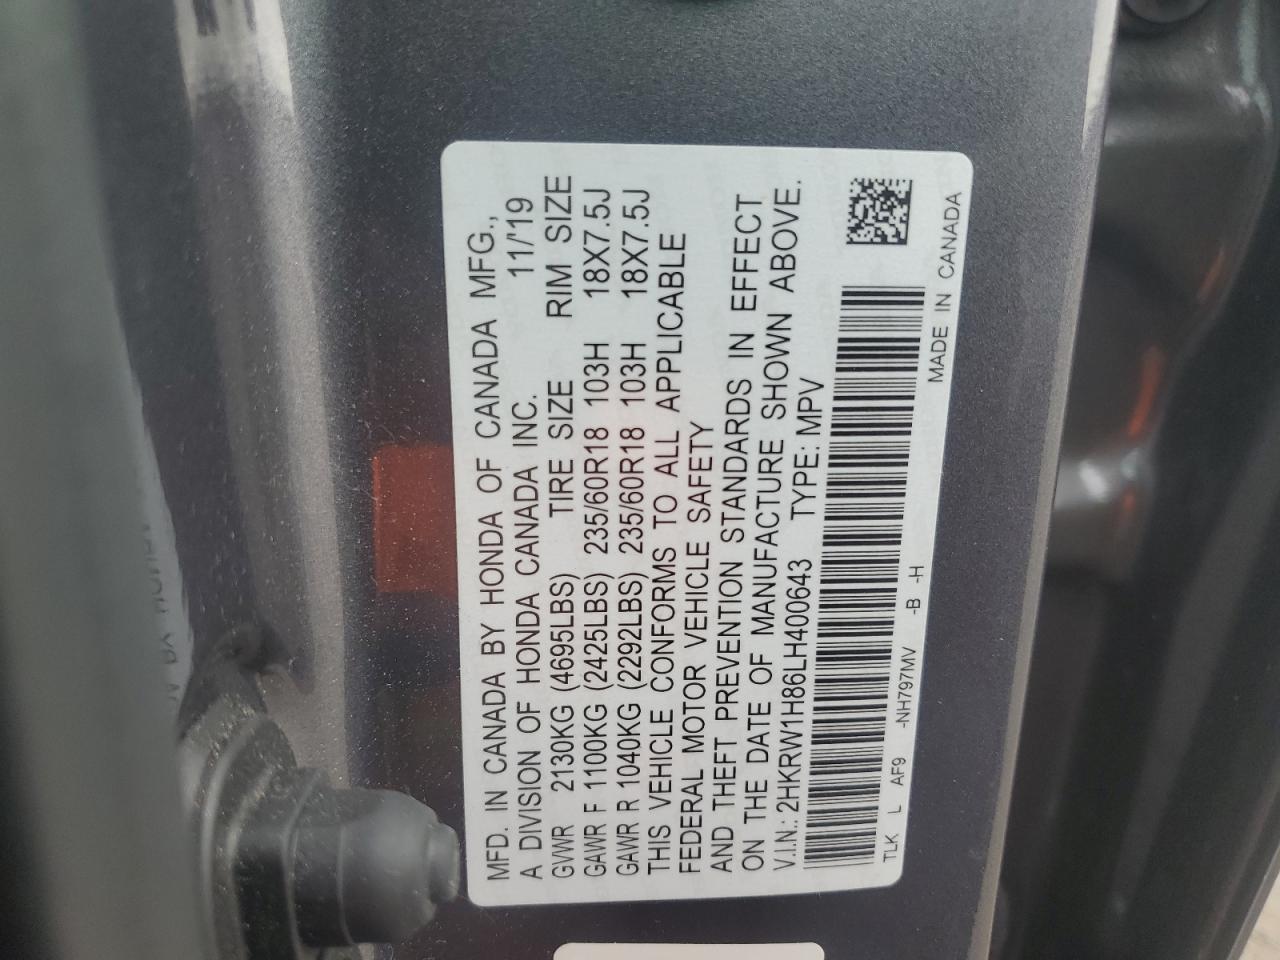 MFD. IN CANADA BY HONDA OF CANADA MFG.,
A DIVISION OF HONDA CANADA INC. 11/'19
GVWR 2130KG (4695LBS) TIRE SIZE RIM SIZE
GAWR F 1100KG (2425LBS) 235/60R18 103H 18X7.5J
GAWR R 1040KG (2292LBS) 235/60R18 103H 18X7.5J
THIS VEHICLE CONFORMS TO ALL APPLICABLE
FEDERAL MOTOR VEHICLE SAFETY
AND THEFT PREVENTION STANDARDS IN EFFECT
ON THE DATE OF MANUFACTURE SHOWN ABOVE.
V.I.N.: 2HKRW1H86LH400643 TYPE: MPV
TLK L AF9 -NH797MV -B -H
MADE IN CANADA